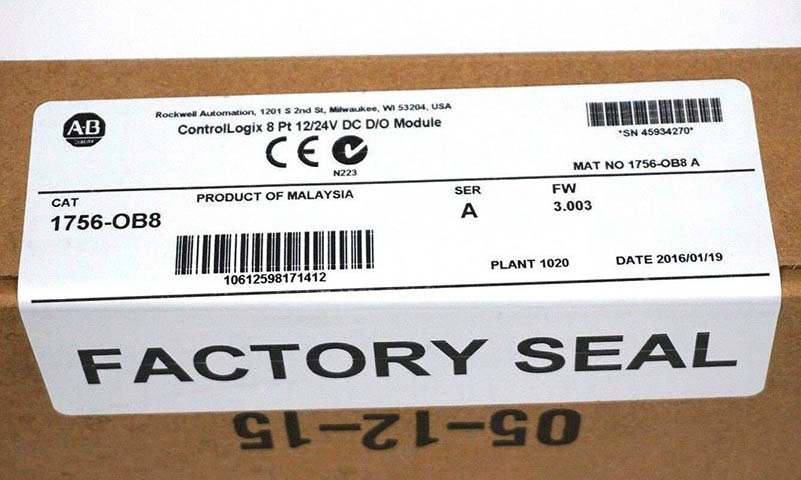 A-B
QUALITY
Rockwell Automation, 1201 S 2nd St, Milwaukee, WI 53204, USA
ControlLogix 8 Pt 12/24V DC D/O Module
CE
N223
*SN 45934270*
MAT NO 1756-OB8 A
CAT
1756-OB8
PRODUCT OF MALAYSIA
10612598171412
SER
A
FW
3.003
PLANT 1020
DATE 2016/01/19
FACTORY SEAL
05-12-15